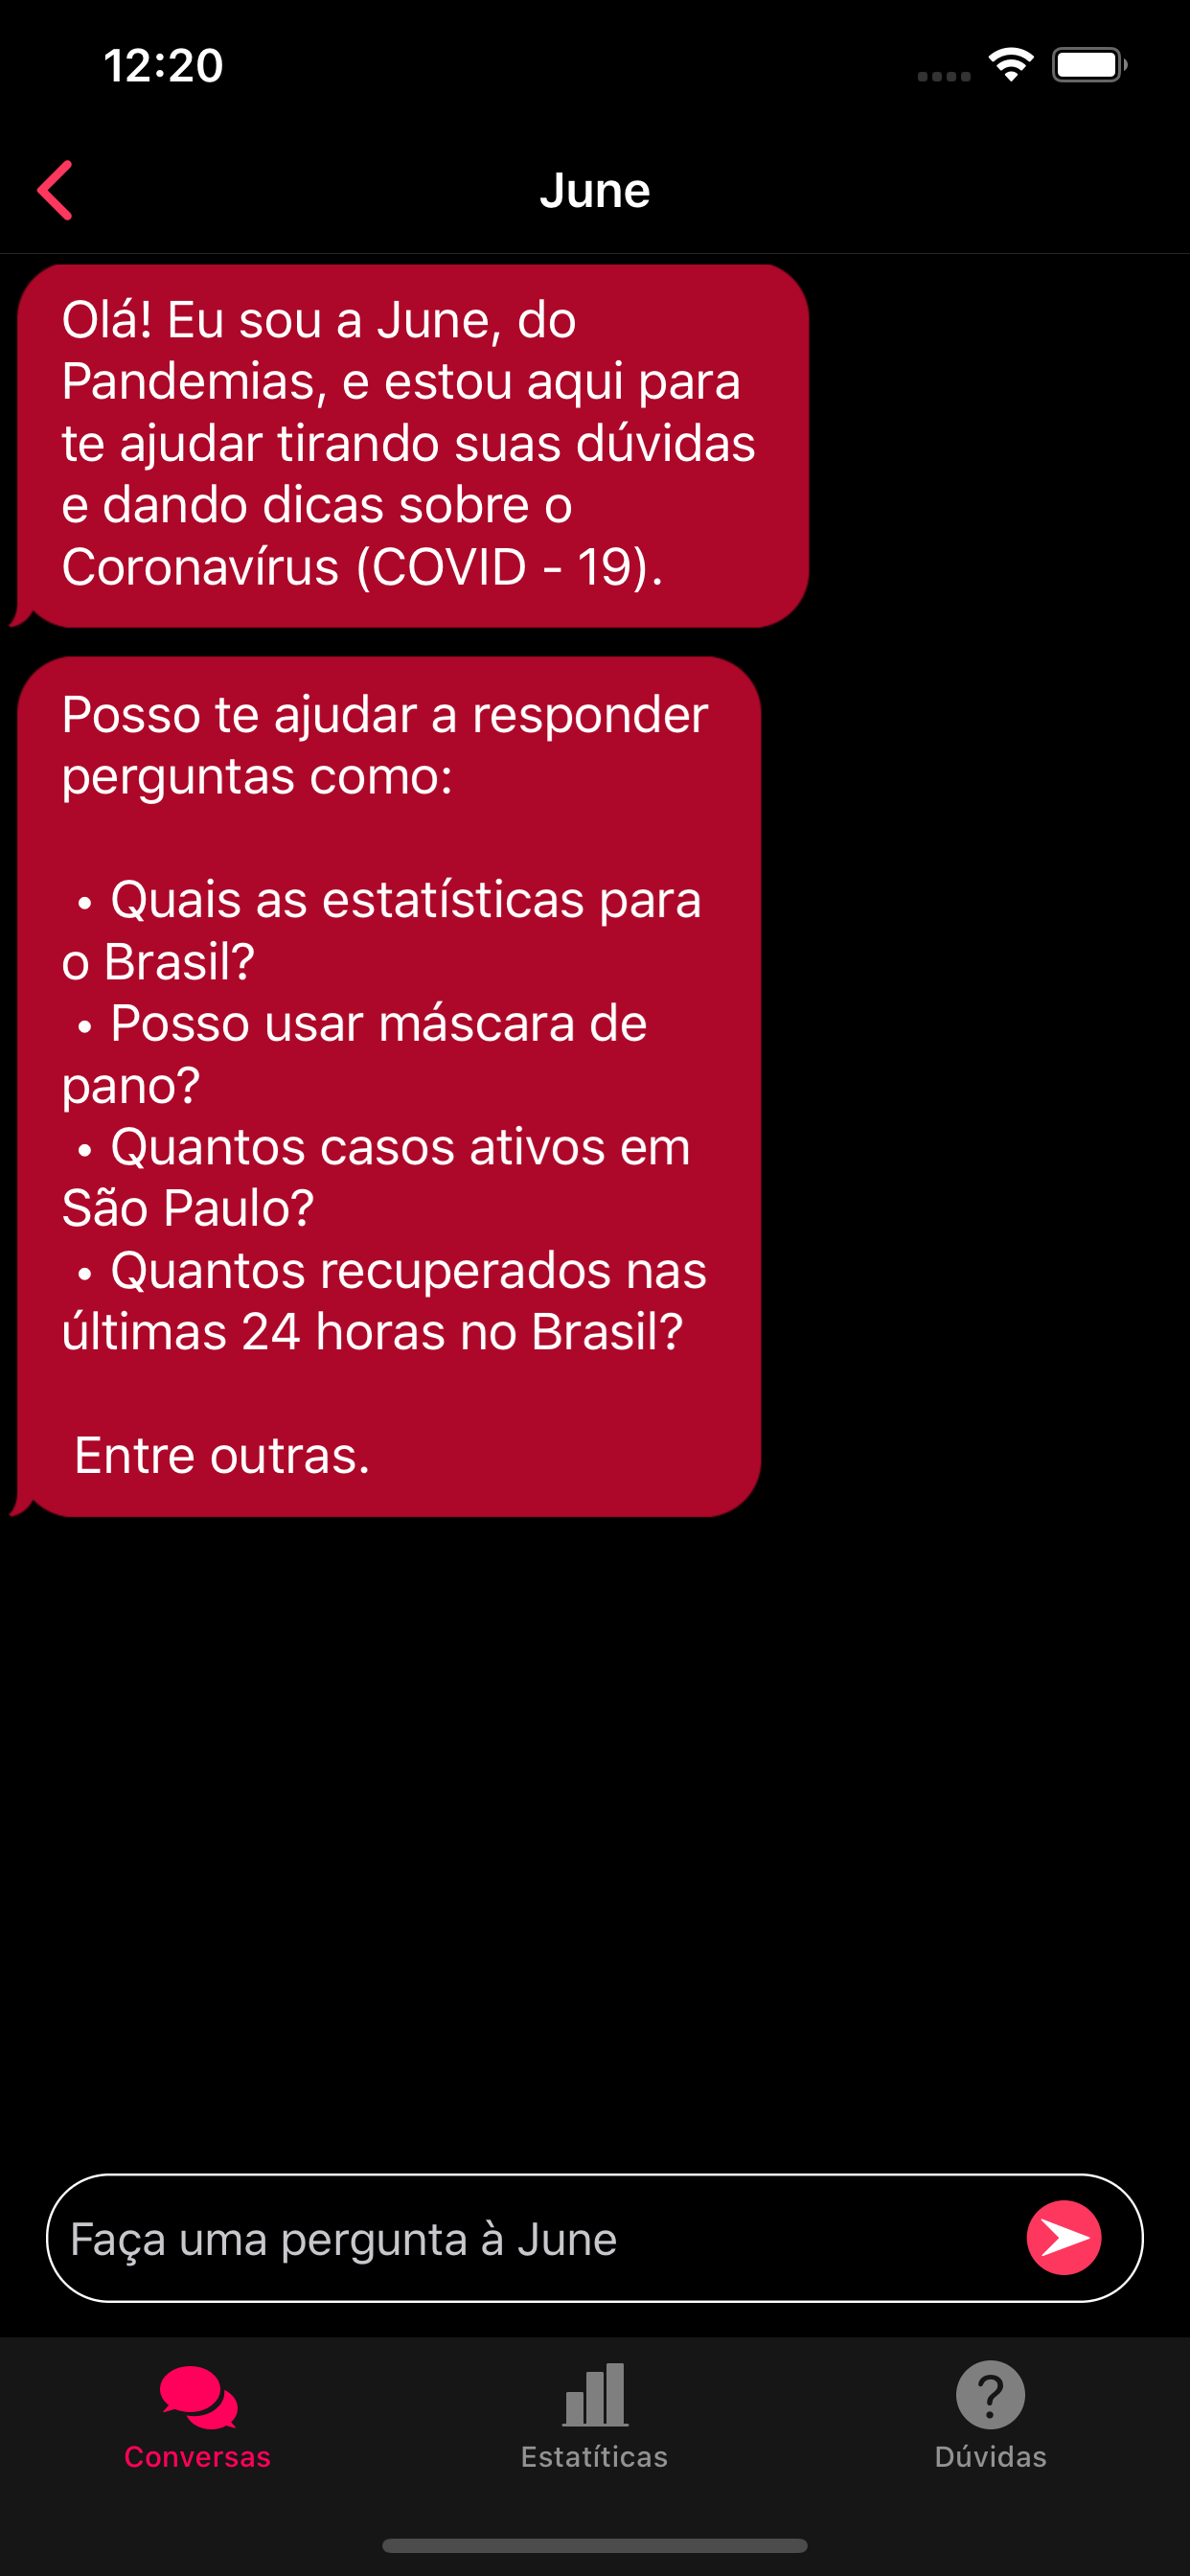 12:20
June
Olá! Eu sou a June, do
Pandemias, e estou aqui para
te ajudar tirando suas dúvidas
e dando dicas sobre o
Coronavírus (COVID - 19).
Posso te ajudar a responder
perguntas como:
• Quais as estatísticas para
o Brasil?
• Posso usar máscara de
pano?
• Quantos casos ativos em
São Paulo?
• Quantos recuperados nas
últimas 24 horas no Brasil?
Entre outras.
Faça uma pergunta à June
Conversas
Estatíticas
Dúvidas